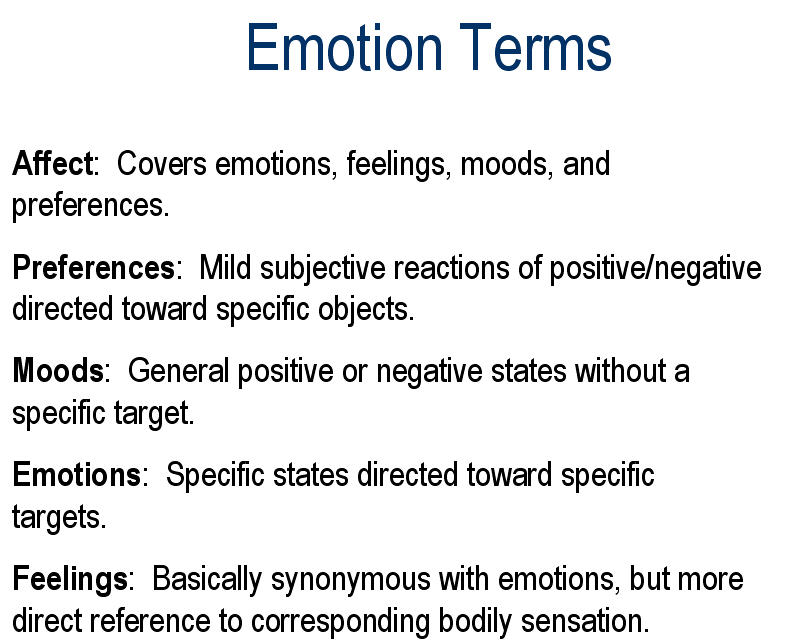 Emotion Terms
Affect:  Covers emotions, feelings, moods, and
preferences.
Preferences:  Mild subjective reactions of positive/negative
directed toward specific objects.
Moods:  General positive or negative states without a
specific target.
Emotions:  Specific states directed toward specific
targets.
Feelings:  Basically synonymous with emotions, but more
direct reference to corresponding bodily sensation.